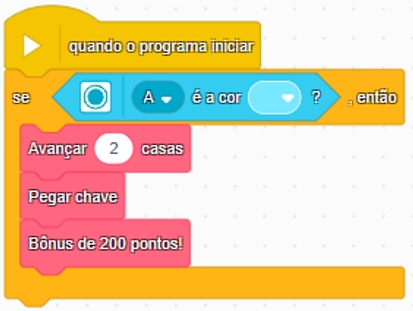 quando o programa iniciar
se A é a cor ? , então
Avançar 2 casas
Pegar chave
Bônus de 200 pontos!